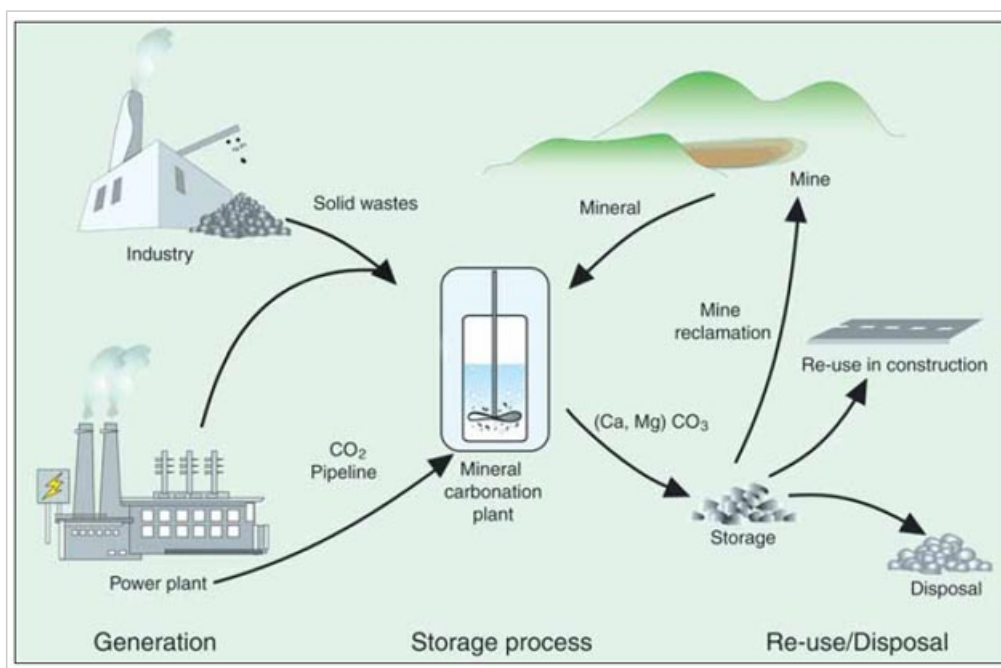 Solid wastes
Industry
Mineral
Mine
Mine
reclamation
Re-use in construction
CO₂
Pipeline
Mineral
carbonation
plant
(Ca, Mg) CO₃
Storage
Power plant
Disposal
Generation
Storage process
Re-use/Disposal